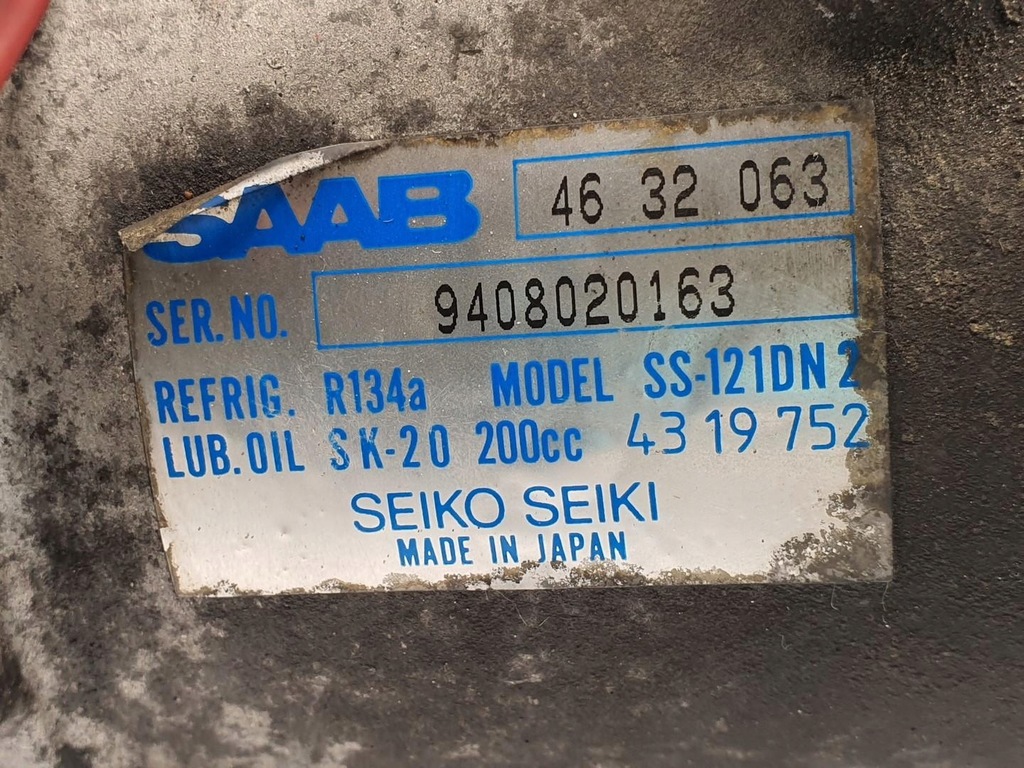 SAAB 46 32 063
SER. NO. 9408020163
REFRIG. R134a MODEL SS-121DN2
LUB. OIL SK-20 200cc 43 19 752
SEIKO SEIKI
MADE IN JAPAN